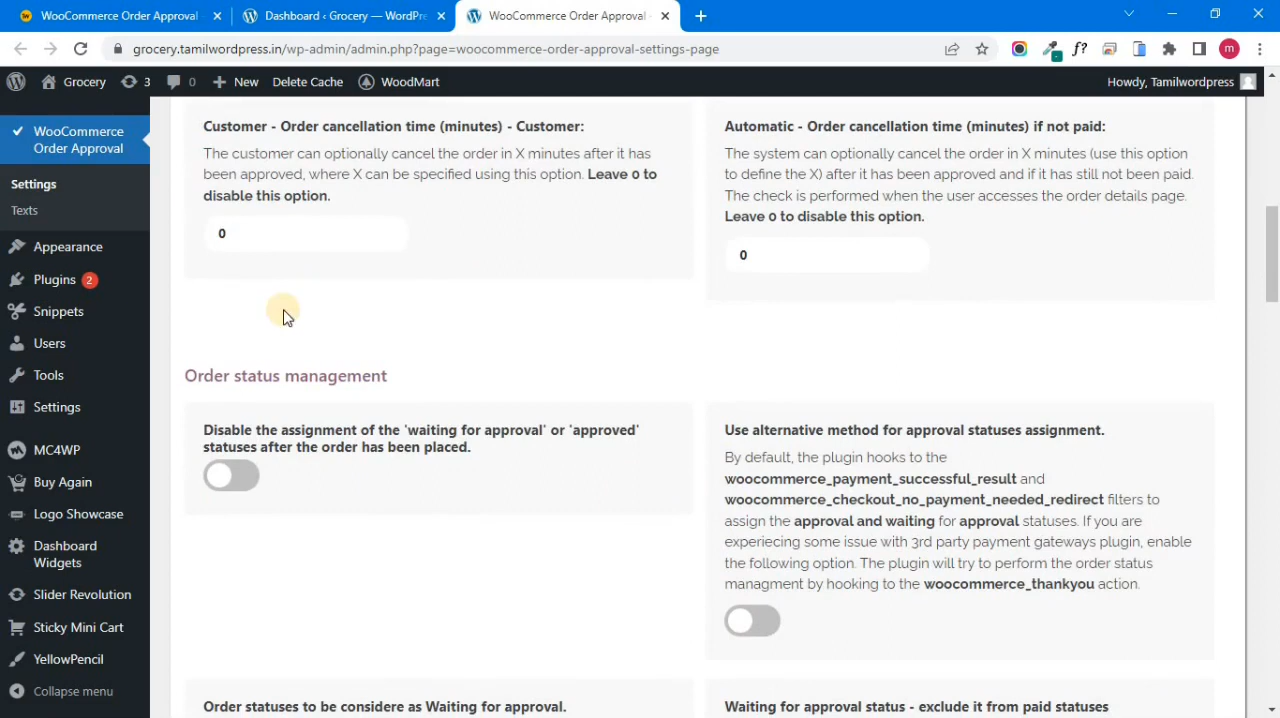 WooCommerce Order Approval
Dashboard ‹ Grocery — WordPre
WooCommerce Order Approval
grocery.tamilwordpress.in/wp-admin/admin.php?page=woocommerce-order-approval-settings-page
f?
m
Grocery
3
0
New
Delete Cache
WoodMart
Howdy, Tamilwordpress
WooCommerce
Order Approval
Settings
Texts
Appearance
Plugins 2
Snippets
Users
Tools
Settings
MC4WP
Buy Again
Logo Showcase
Dashboard
Widgets
Slider Revolution
Sticky Mini Cart
YellowPencil
Collapse menu
Customer - Order cancellation time (minutes) - Customer:
The customer can optionally cancel the order in X minutes after it has
been approved, where X can be specified using this option. Leave 0 to
disable this option.
0
Automatic - Order cancellation time (minutes) if not paid:
The system can optionally cancel the order in X minutes (use this option
to define the X) after it has been approved and if it has still not been paid.
The check is performed when the user accesses the order details page.
Leave 0 to disable this option.
0
Order status management
Disable the assignment of the 'waiting for approval' or 'approved'
statuses after the order has been placed.
Use alternative method for approval statuses assignment.
By default, the plugin hooks to the
woocommerce_payment_successful_result and
woocommerce_checkout_no_payment_needed_redirect filters to
assign the approval and waiting for approval statuses. If you are
experiecing some issue with 3rd party payment gateways plugin, enable
the following option. The plugin will try to perform the order status
managment by hooking to the woocommerce_thankyou action.
Order statuses to be considere as Waiting for approval.
Waiting for approval status - exclude it from paid statuses